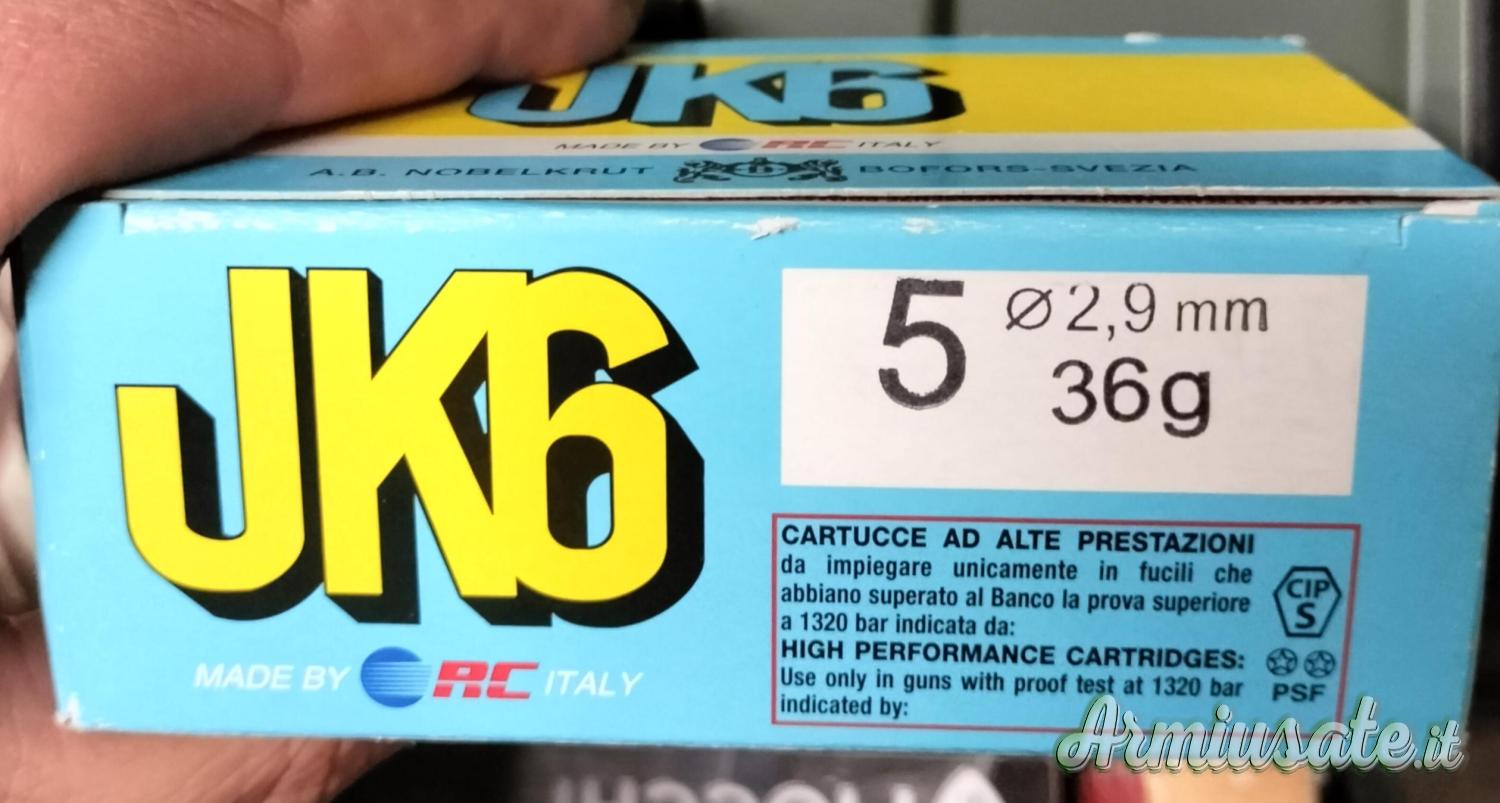 JK6
MADE BY RC ITALY
A.B. NOBELKRUT B BOFORS-SVEZIA
JK6
MADE BY RC ITALY
5 ⌀ 2,9 mm
36g
CARTUCCE AD ALTE PRESTAZIONI
da impiegare unicamente in fucili che
abbiano superato al Banco la prova superiore
a 1320 bar indicata da:
HIGH PERFORMANCE CARTRIDGES:
Use only in guns with proof test at 1320 bar
indicated by:
CIP
S
PSF
Armiusate.it